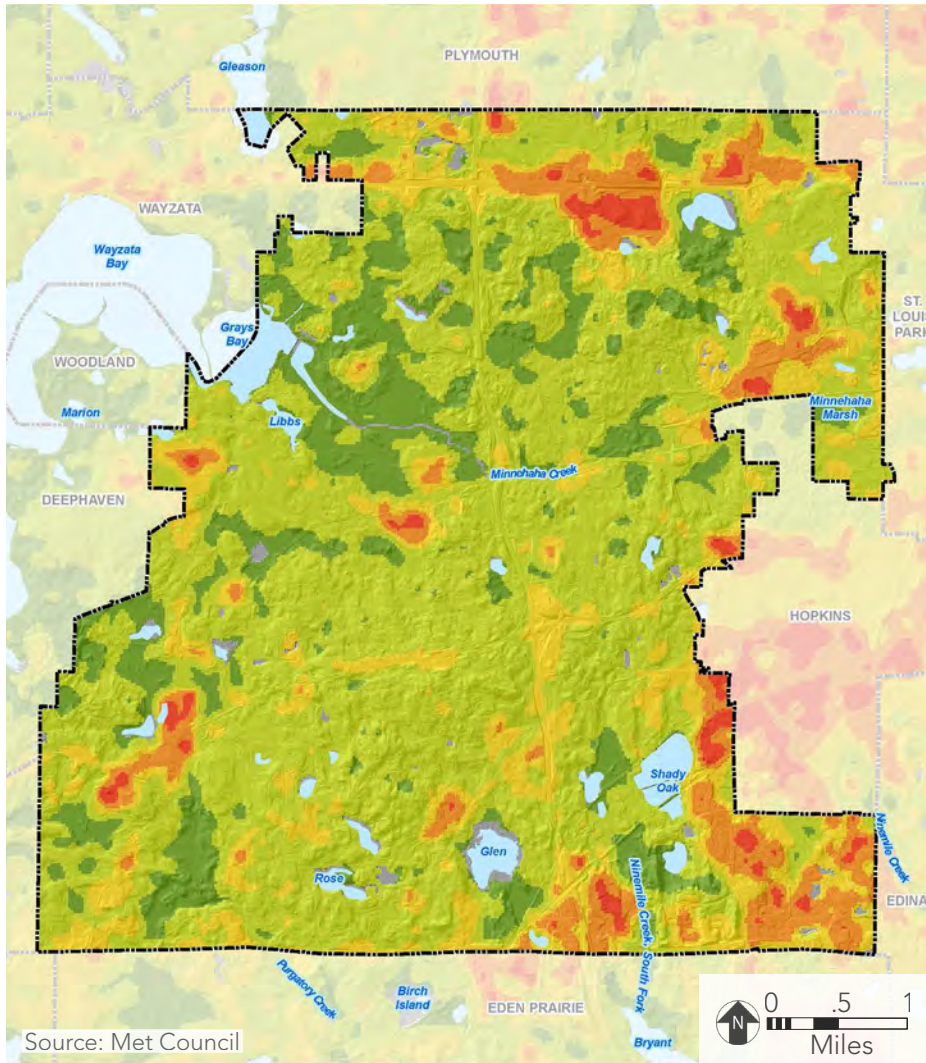 PLYMOUTH
Gleason
WAYZATA
Wayzata
Bay
Grays
Bay
ST.
LOUIS
PARK
WOODLAND
Marion
Libbs
Minnehaha
Marsh
Minnehaha Creek
DEEPHAVEN
HOPKINS
Shady
Oak
Glen
Rose
Ninemile Creek
Ninemile Creek, South Fork
EDINA
Purgatory Creek
Birch
Island
EDEN PRAIRIE
Bryant
N
0 .5 1
Miles
Source: Met Council